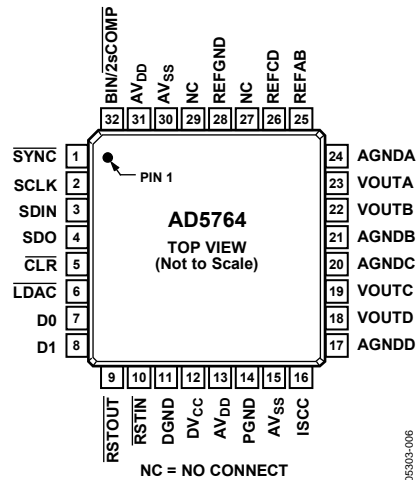 BIN/2sCOMP
AVDD
AVSS
NC
REFGND
NC
REFCD
REFAB
32 31 30 29 28 27 26 25
SYNC 1
SCLK 2
SDIN 3
SDO 4
CLR 5
LDAC 6
D0 7
D1 8
PIN 1
AD5764
TOP VIEW
(Not to Scale)
24 AGNDA
23 VOUTA
22 VOUTB
21 AGNDB
20 AGNDC
19 VOUTC
18 VOUTD
17 AGNDD
9 10 11 12 13 14 15 16
RSTOUT
RSTIN
DGND
DVCC
AVDD
PGND
AVSS
ISCC
NC = NO CONNECT
05303-006